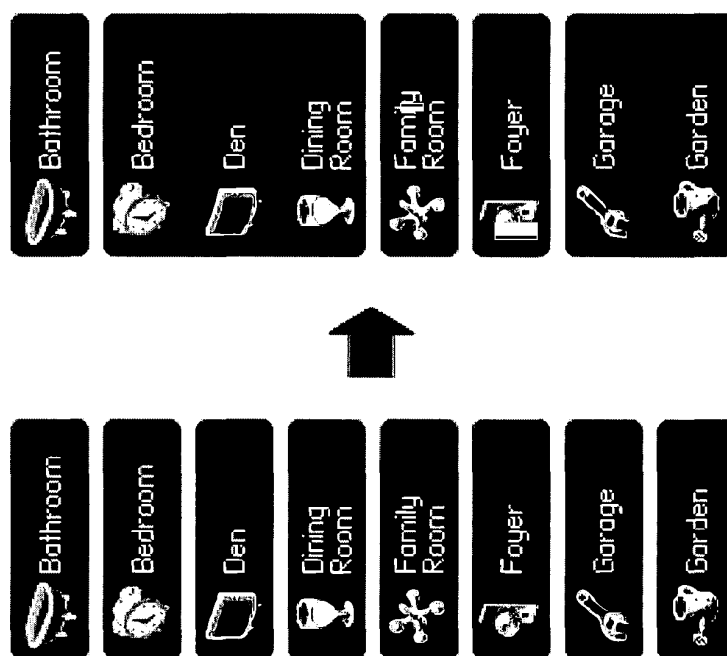 Bathroom
Bedroom
Den
Dining
Room
Family
Room
Foyer
Garage
Garden
Bathroom
Bedroom
Den
Dining
Room
Family
Room
Foyer
Garage
Garden